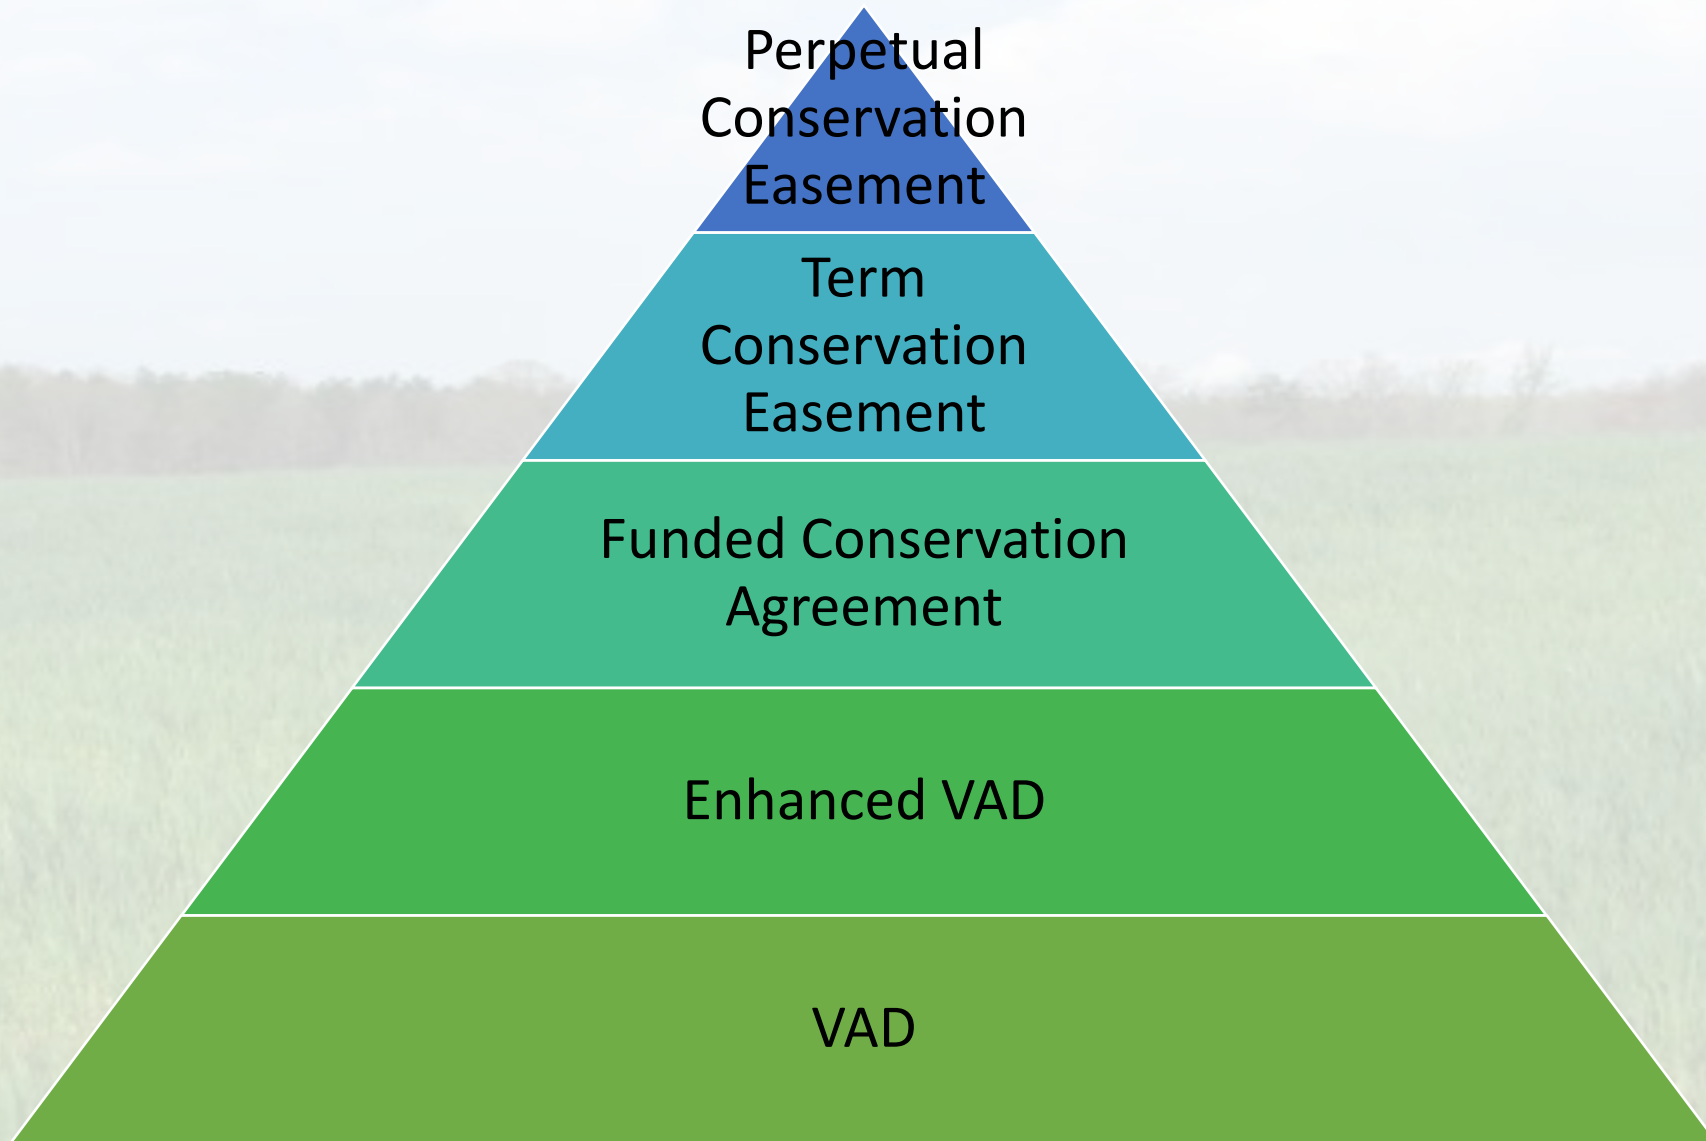 Perpetual
Conservation
Easement
Term
Conservation
Easement
Funded Conservation
Agreement
Enhanced VAD
VAD